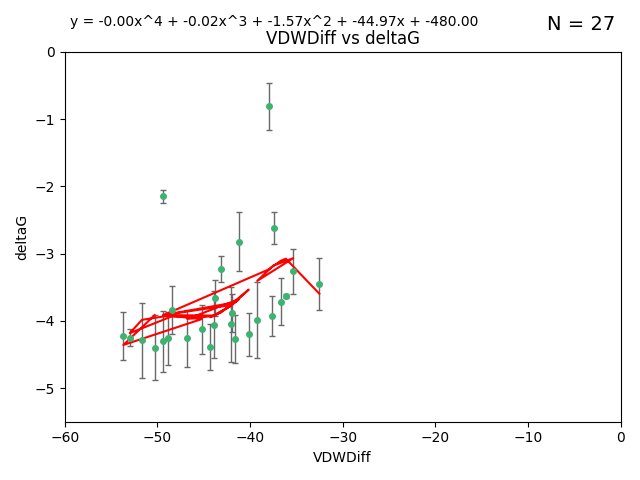 y = -0.00x^4 + -0.02x^3 + -1.57x^2 + -44.97x + -480.00
N = 27
VDWDiff vs deltaG
0
−1
−2
−3
−4
−5
deltaG
−60 −50 −40 −30 −20 −10 0
VDWDiff